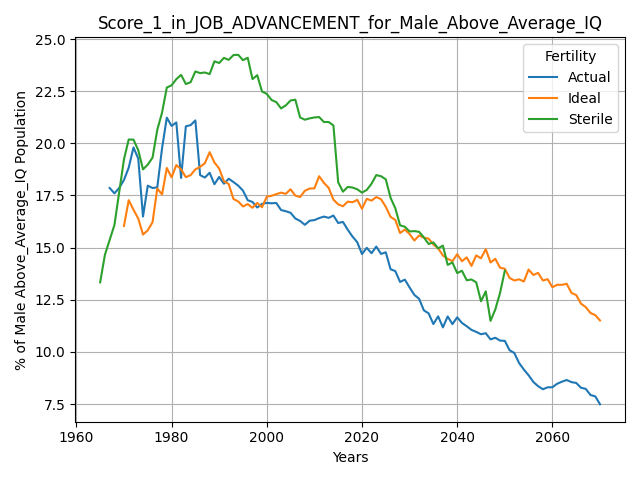 Score_1_in_JOB_ADVANCEMENT_for_Male_Above_Average_IQ
% of Male Above_Average_IQ Population
25.0
22.5
20.0
17.5
15.0
12.5
10.0
7.5
Fertility
Actual
Ideal
Sterile
1960 1980 2000 2020 2040 2060
Years